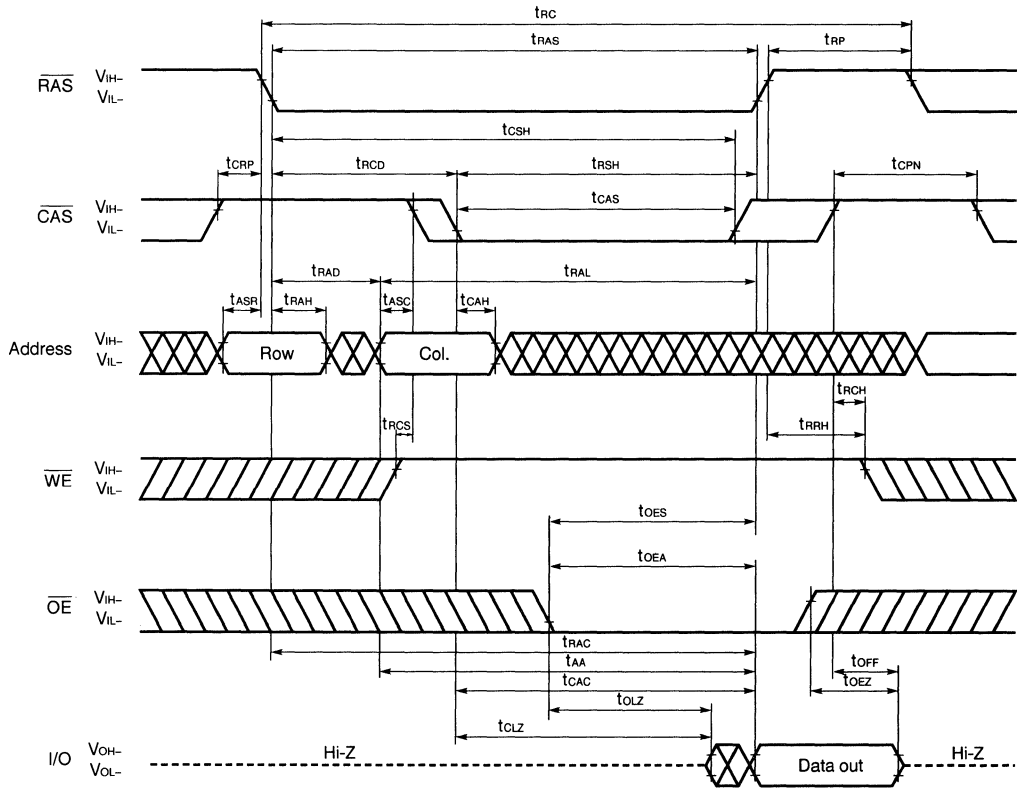 tRC
tRAS
tRP
RAS
VIH–
VIL–
tCSH
tCRP
tRCD
tRSH
tCPN
CAS
VIH–
VIL–
tCAS
tRAD
tRAL
tASR
tRAH
tASC
tCAH
Address
VIH–
VIL–
Row
Col.
tRCH
tRCS
tRRH
WE
VIH–
VIL–
tOES
tOEA
OE
VIH–
VIL–
tRAC
tAA
tOFF
tCAC
tOEZ
tOLZ
tCLZ
I/O
VOH–
VOL–
Hi-Z
Data out
Hi-Z